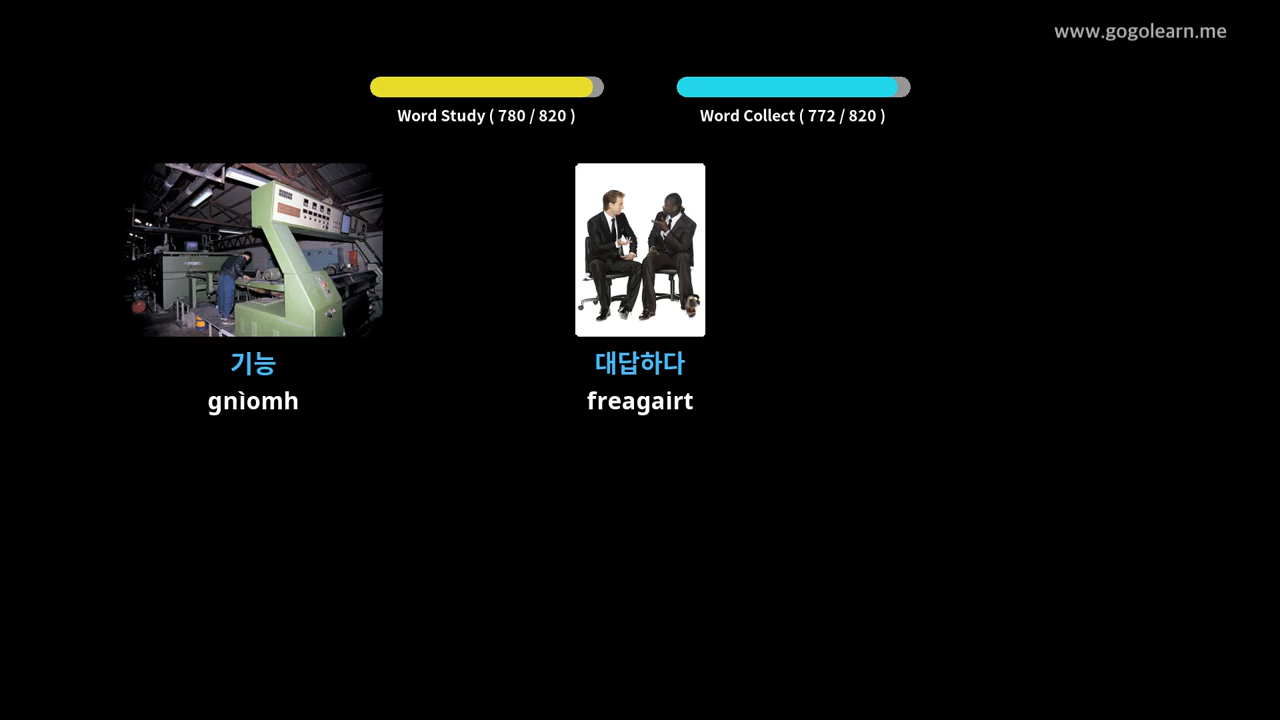 www.gogolearn.me
Word Study ( 780 / 820 )
Word Collect ( 772 / 820 )
기능
gnìomh
대답하다
freagairt